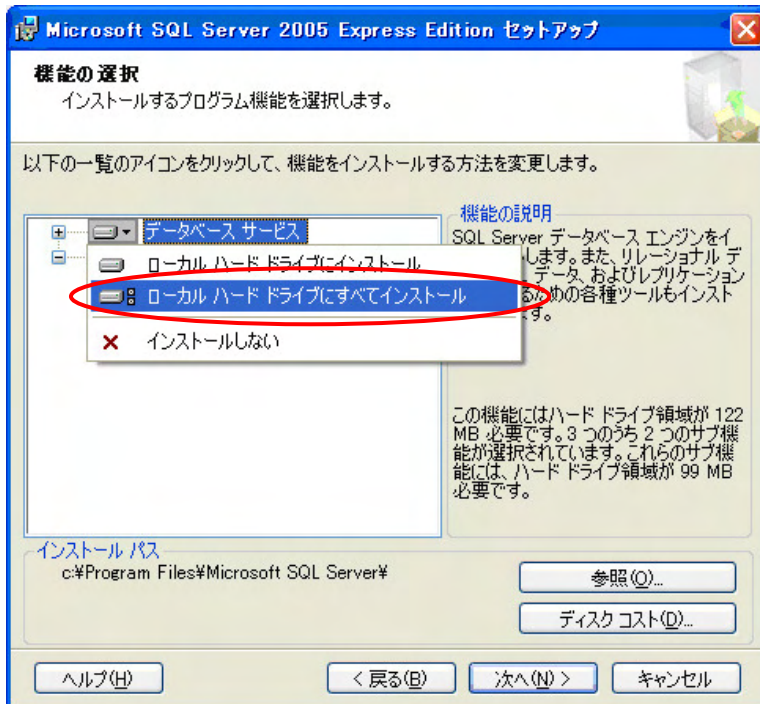 Microsoft SQL Server 2005 Express Edition セットアップ
機能の選択
インストールするプログラム機能を選択します。
以下の一覧のアイコンをクリックして、機能をインストールする方法を変更します。
データベース サービス
ローカル ハード ドライブにインストール
ローカル ハード ドライブにすべてインストール
インストールしない
機能の説明
SQL Server データベース エンジンをイ
します。また、リレーショナル デ
データ、およびレプリケーション
るための各種ツールもインスト
す。
この機能にはハード ドライブ領域が 122
MB 必要です。3 つのうち 2 つのサブ機
能が選択されています。これらのサブ機
能には、ハード ドライブ領域が 99 MB
必要です。
インストール パス
c:¥Program Files¥Microsoft SQL Server¥
参照(O)...
ディスク コスト(D)...
ヘルプ(H)
< 戻る(B)
次へ(N) >
キャンセル